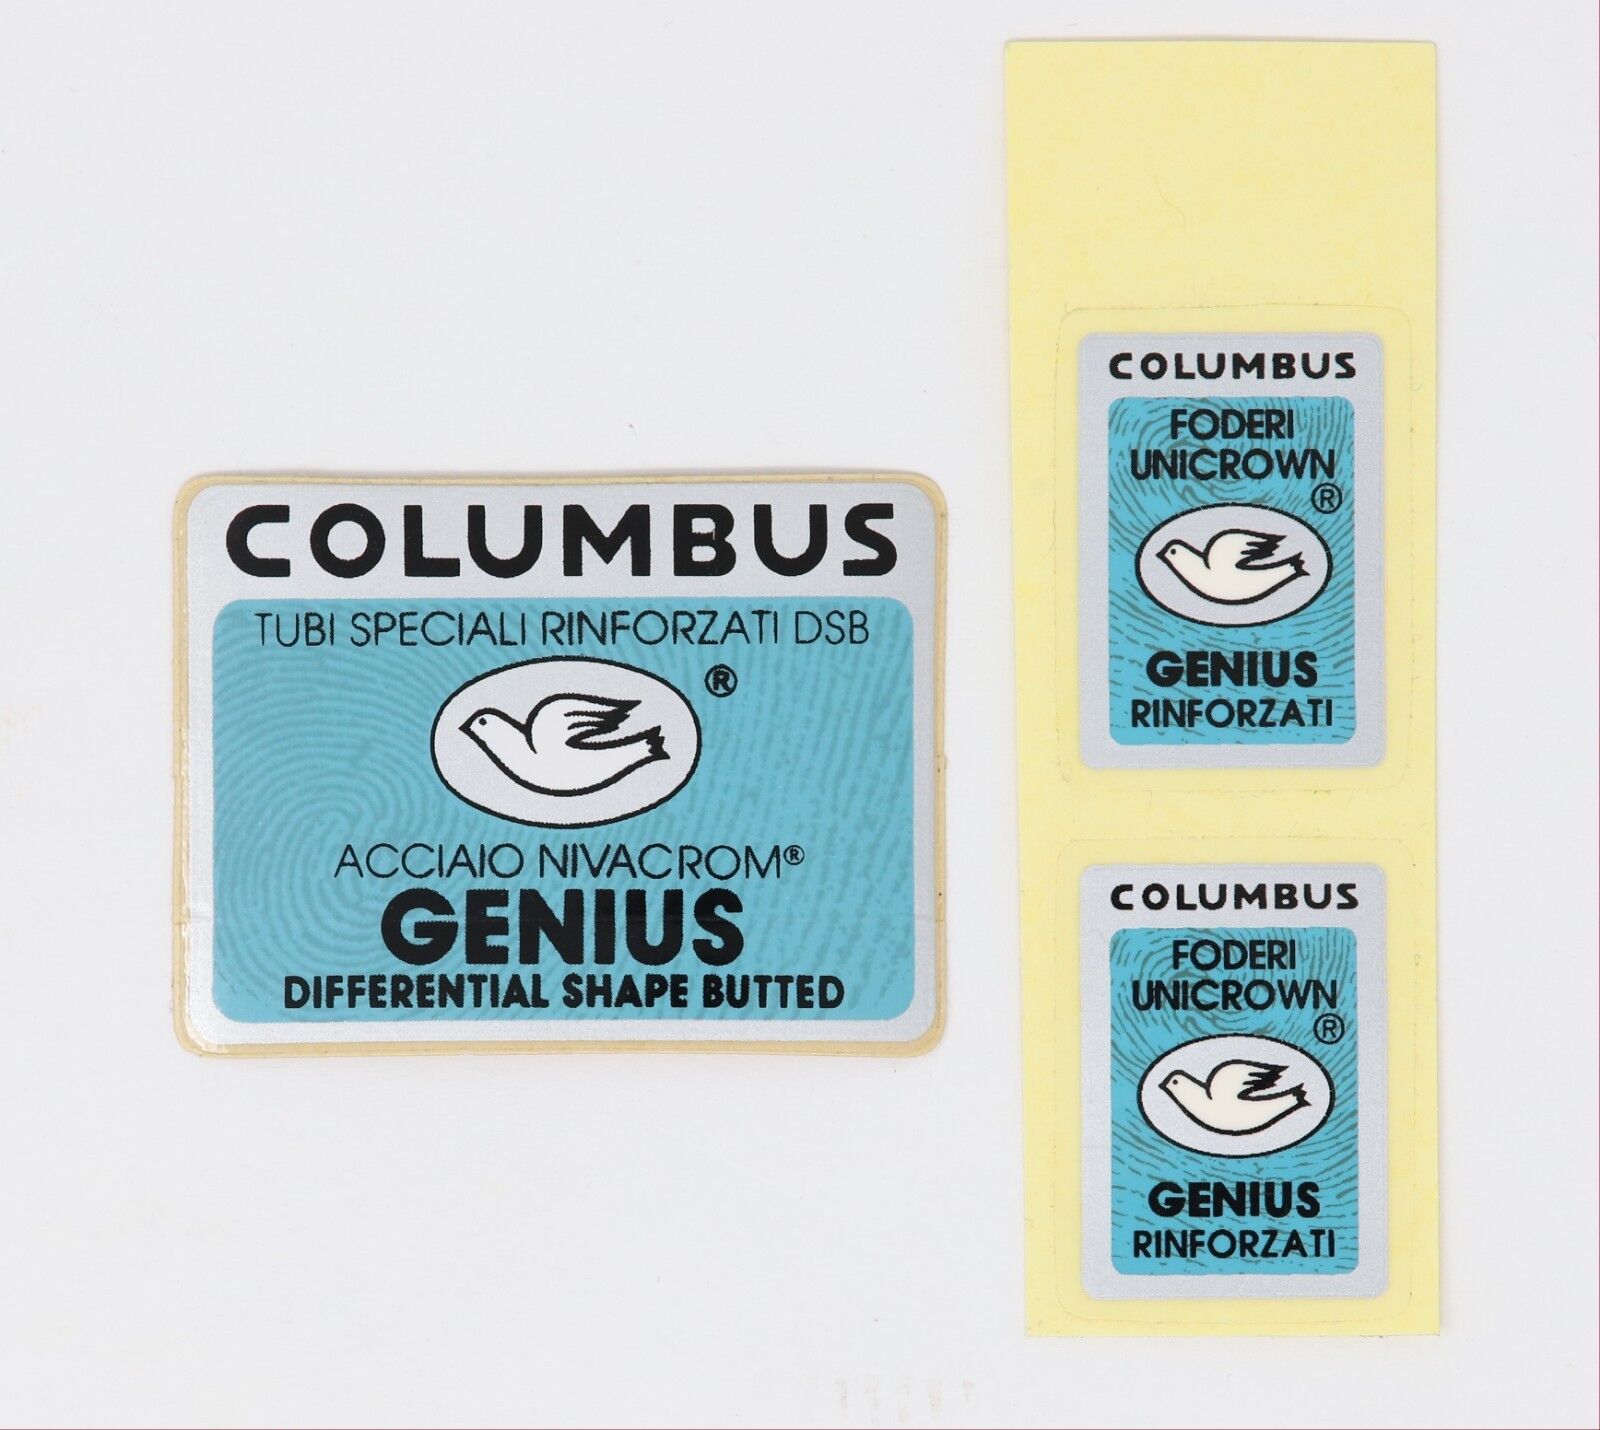 COLUMBUS
TUBI SPECIALI RINFORZATI DSB
®
ACCIAIO NIVACROM®
GENIUS
DIFFERENTIAL SHAPE BUTTED
COLUMBUS
FODERI
UNICROWN
®
GENIUS
RINFORZATI
COLUMBUS
FODERI
UNICROWN
®
GENIUS
RINFORZATI